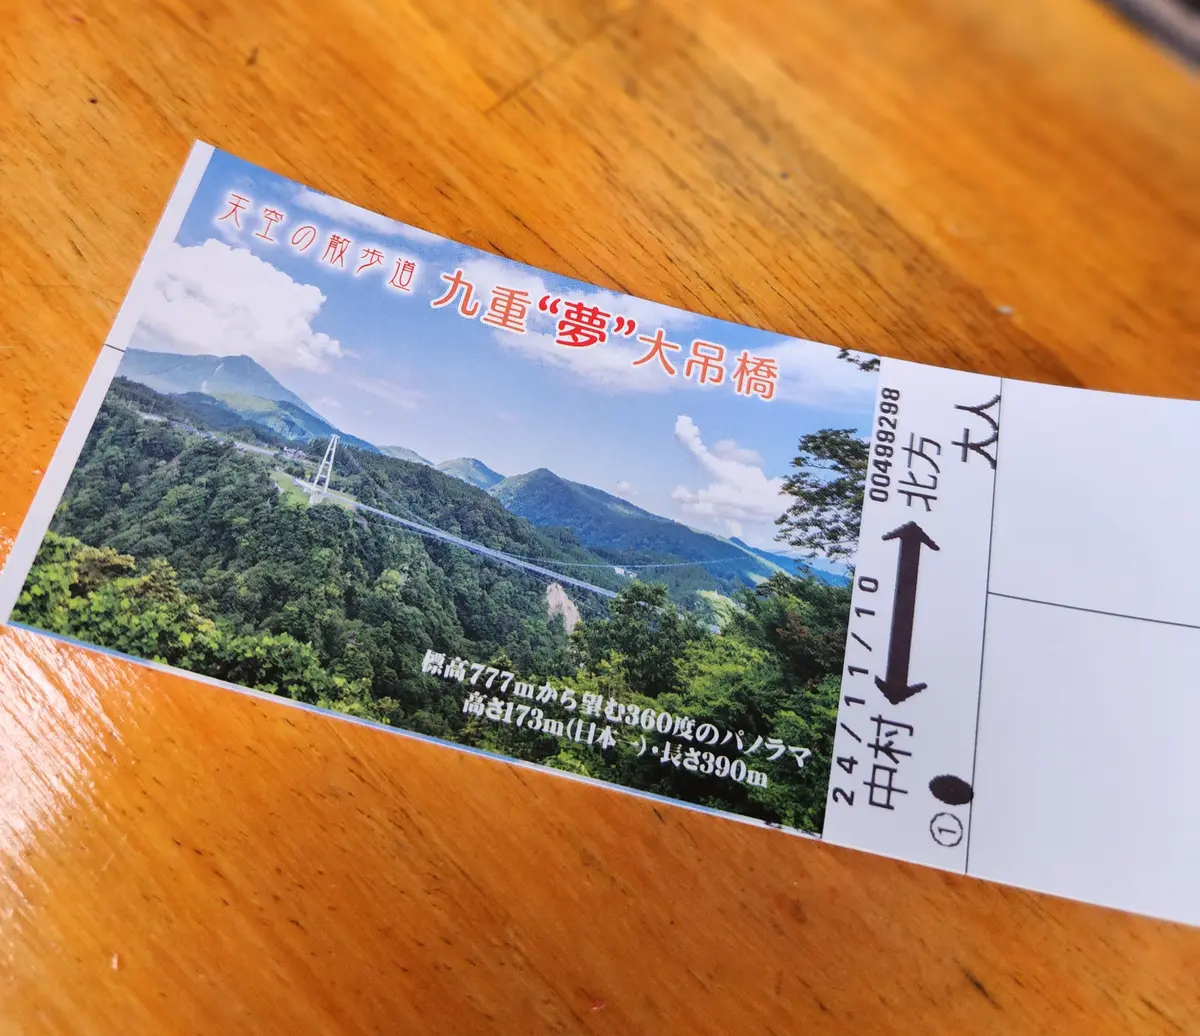 天空の散歩道 九重“夢”大吊橋
標高777mから望む360度のパノラマ
高さ173m(日本一)・長さ390m
00499298
24/11/10
北方
中村
大人
①